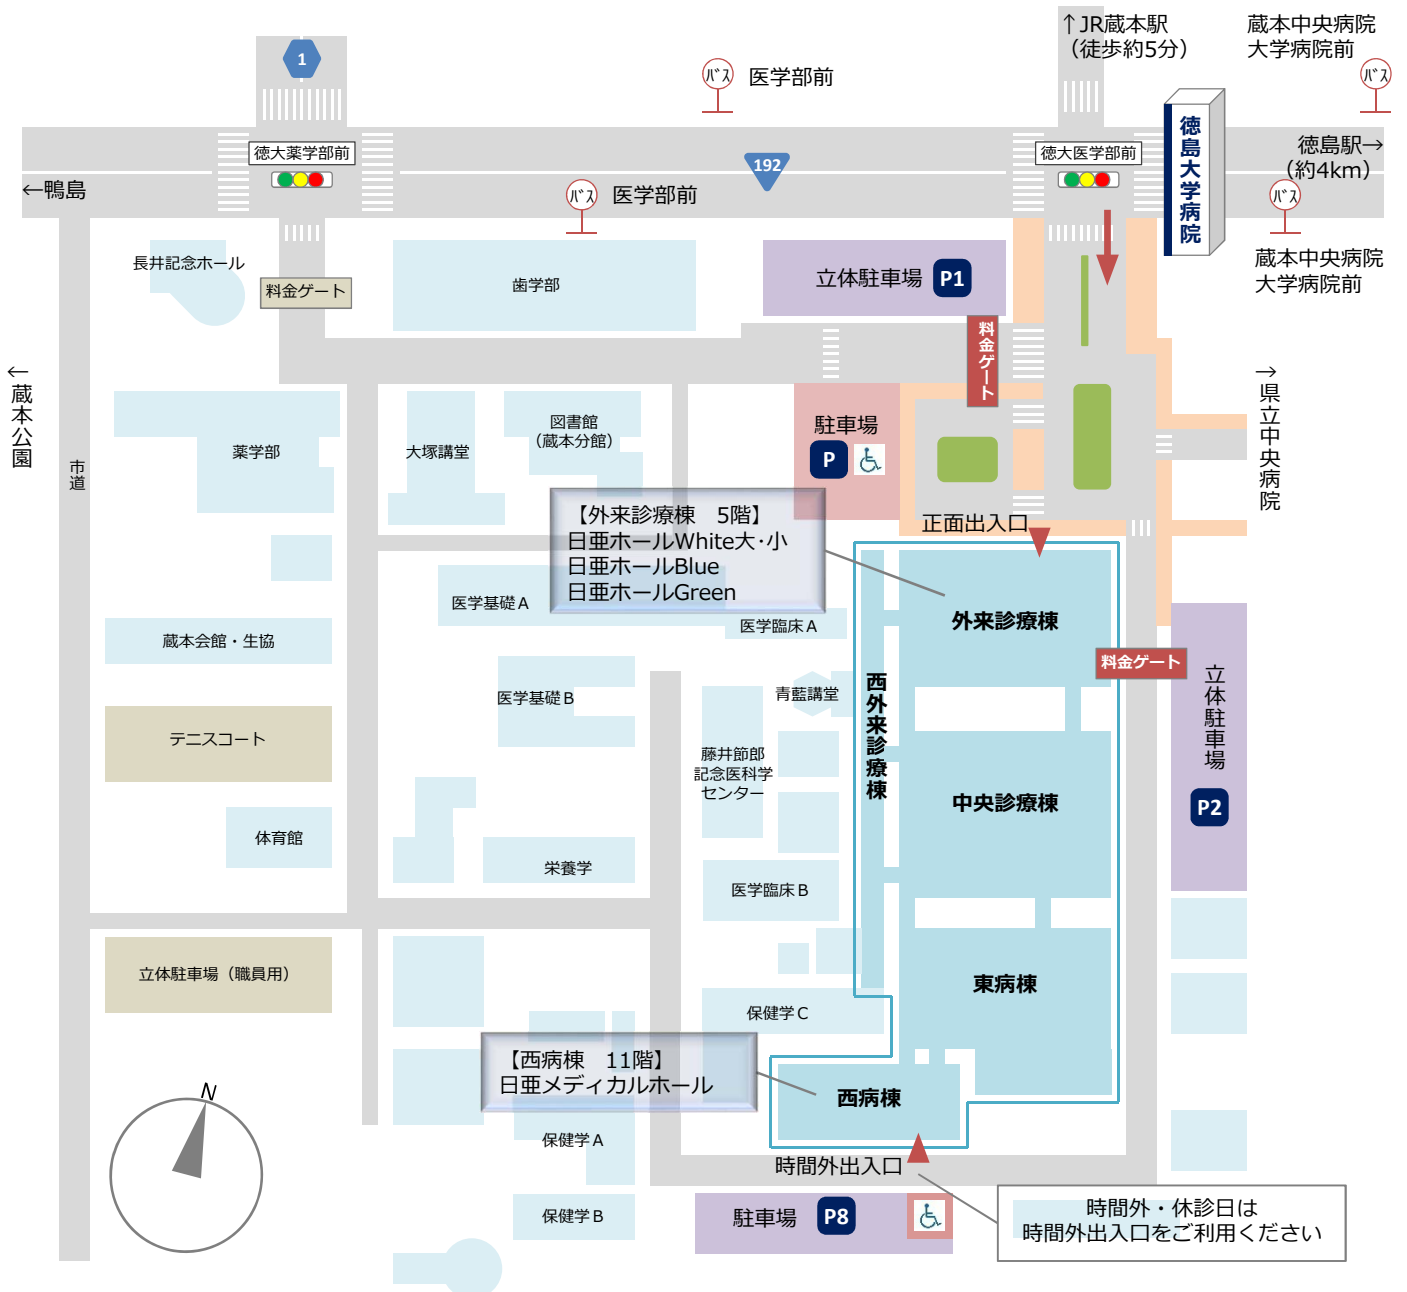 ↑JR蔵本駅
（徒歩約5分）
蔵本中央病院
大学病院前
1
バス
医学部前
バス
徳島大学病院
徳大薬学部前
192
徳大医学部前
徳島駅→
（約4km）
←鴨島
バス
医学部前
バス
蔵本中央病院
大学病院前
長井記念ホール
料金ゲート
歯学部
立体駐車場
P1
料金ゲート
←
蔵本公園
→
県立中央病院
市道
薬学部
大塚講堂
図書館
（蔵本分館）
駐車場
P
正面出入口
【外来診療棟　5階】
日亜ホールWhite大・小
日亜ホールBlue
日亜ホールGreen
医学基礎A
医学臨床A
外来診療棟
蔵本会館・生協
料金ゲート
医学基礎B
青藍講堂
西外来診療棟
立体駐車場
P2
テニスコート
藤井節郎
記念医科学
センター
中央診療棟
体育館
栄養学
医学臨床B
立体駐車場（職員用）
東病棟
保健学C
【西病棟　11階】
日亜メディカルホール
西病棟
N
保健学A
時間外出入口
保健学B
駐車場
P8
時間外・休診日は
時間外出入口をご利用ください